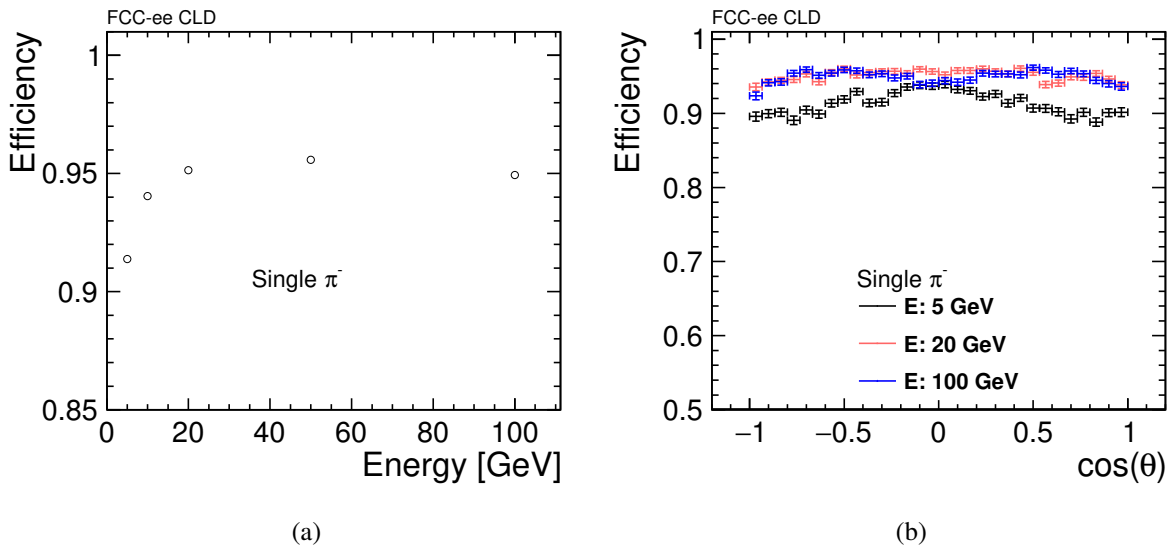 FCC-ee CLD
Efficiency
1
0.95
0.9
0.85
Single π-
0 20 40 60 80 100
Energy [GeV]
(a)
FCC-ee CLD
Efficiency
1
0.9
0.8
0.7
0.6
0.5
Single π-
E: 5 GeV
E: 20 GeV
E: 100 GeV
−1 −0.5 0 0.5 1
cos(θ)
(b)